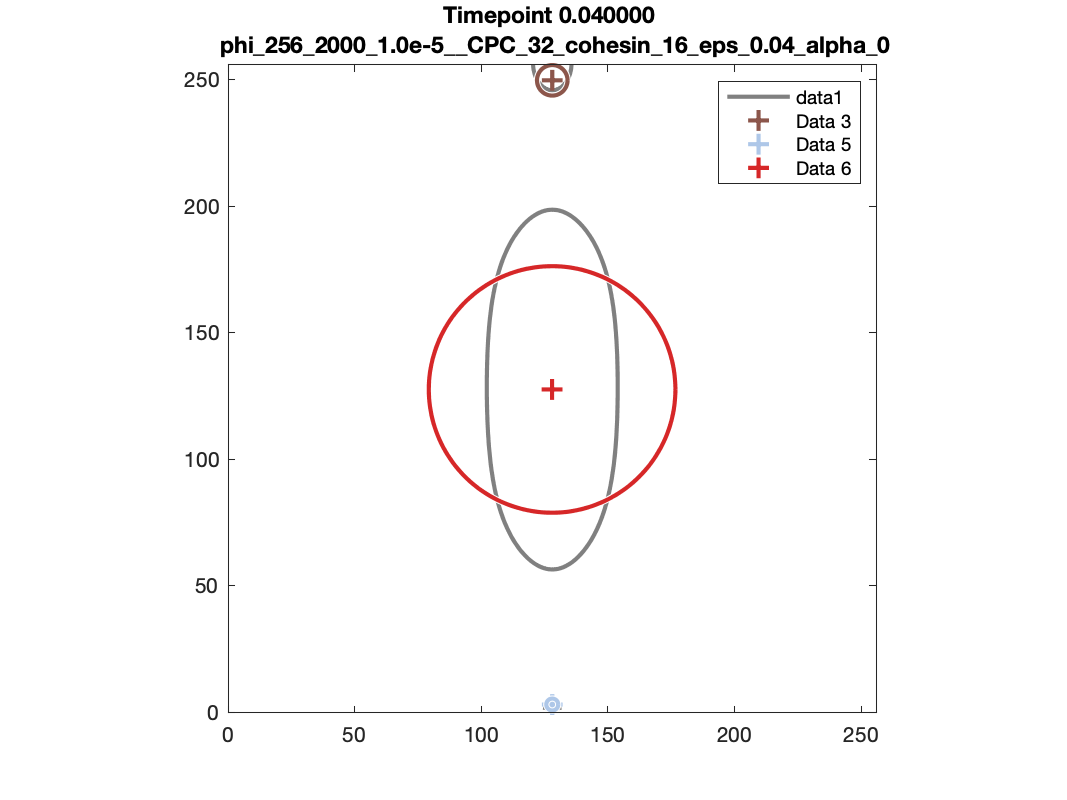 Timepoint 0.040000
phi_256_2000_1.0e-5__CPC_32_cohesin_16_eps_0.04_alpha_0
250
200
150
100
50
0
0 50 100 150 200 250
data1
Data 3
Data 5
Data 6